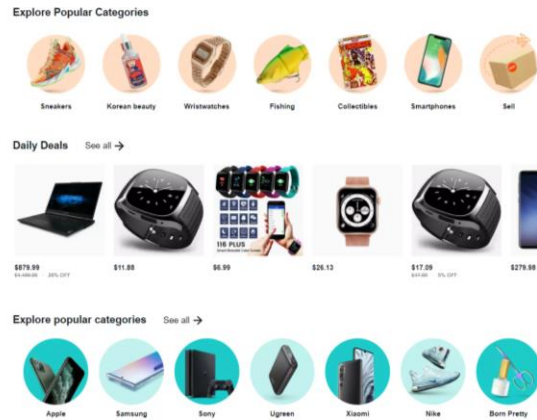 Explore Popular Categories
Sneakers
Korean beauty
Wristwatches
Fishing
Collectibles
Smartphones
Sell
Daily Deals
See all →
116 PLUS
$879.99
20% OFF
$11.88
$6.99
$26.13
$17.09
5% OFF
$279.98
Explore popular categories
See all →
Apple
Samsung
Sony
Ugreen
Xiaomi
Nike
Born Pretty